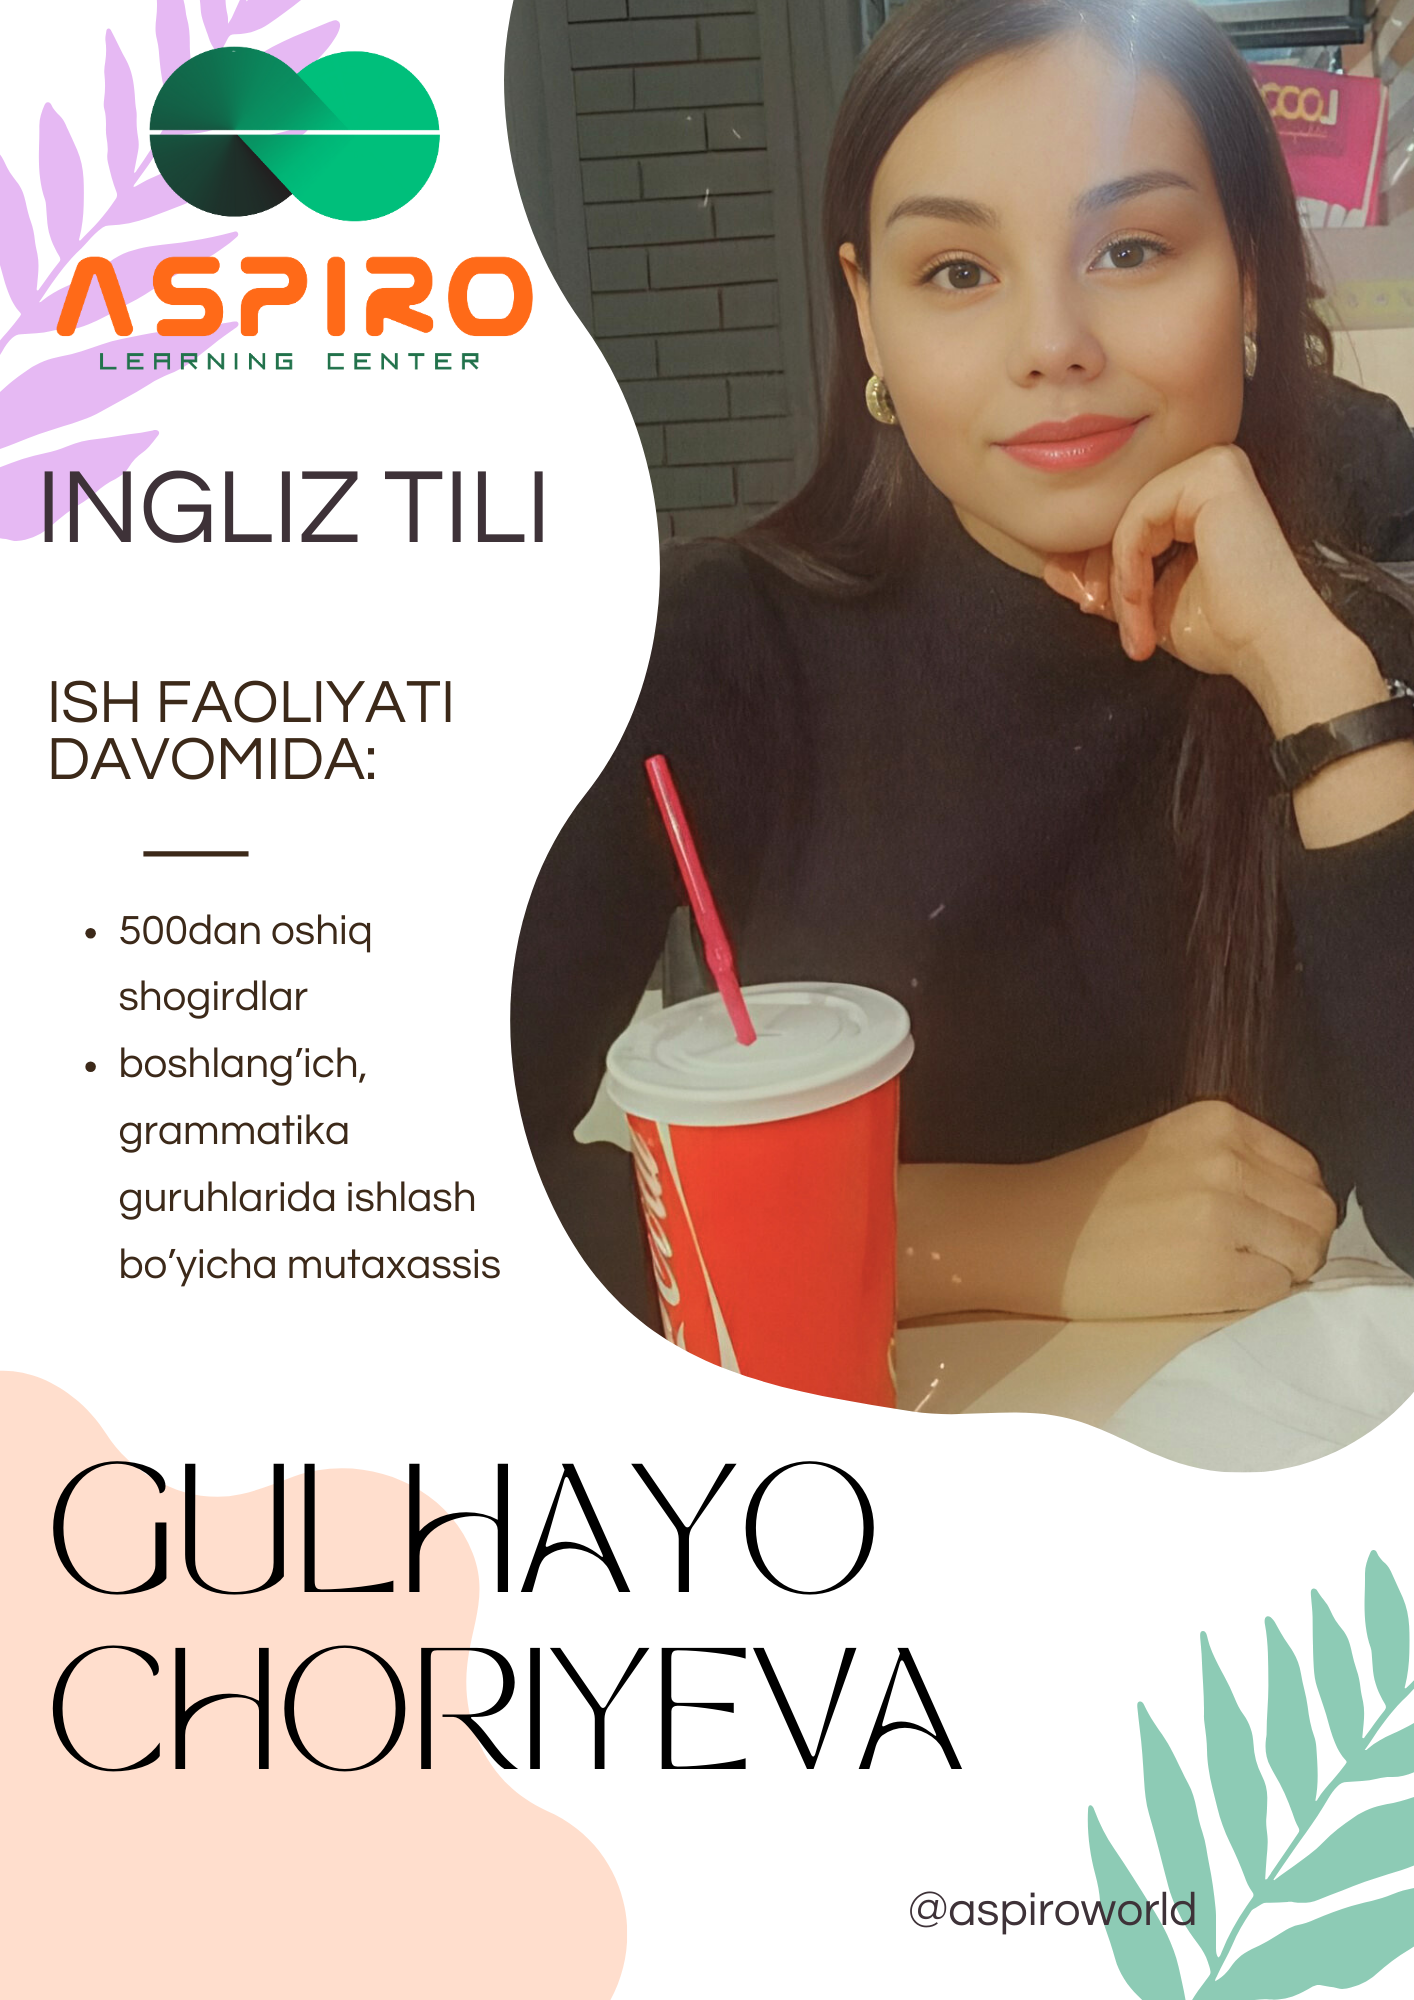 ASPIRO
LEARNING CENTER
INGLIZ TILI
ISH FAOLIYATI
DAVOMIDA:
500dan oshiq
shogirdlar
boshlang’ich,
grammatika
guruhlarida ishlash
bo’yicha mutaxassis
GULHAYO
CHORIYEVA
@aspiroworld